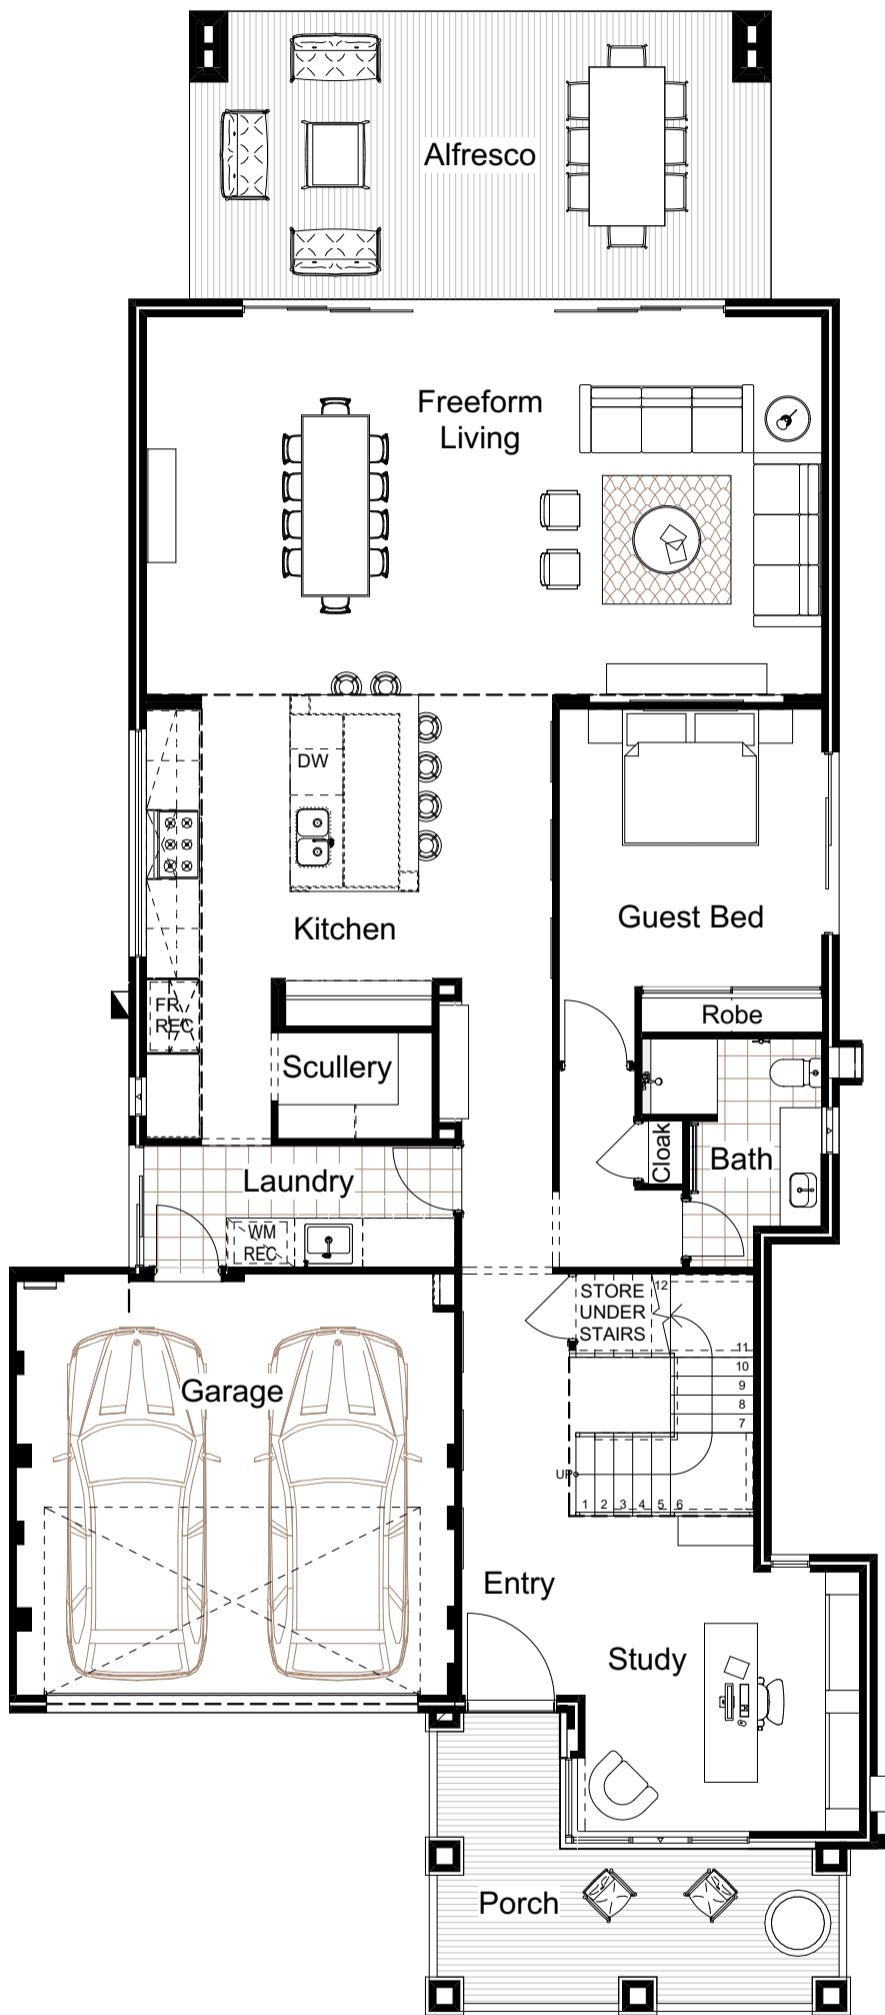 Alfresco
Freeform
Living
DW
Kitchen
Guest Bed
FR
REC
Robe
Scullery
Cloak
Bath
Laundry
WM
REC
STORE
UNDER
STAIRS
12
11
10
9
8
7
Garage
UP
1 2 3 4 5 6
Entry
Study
Porch